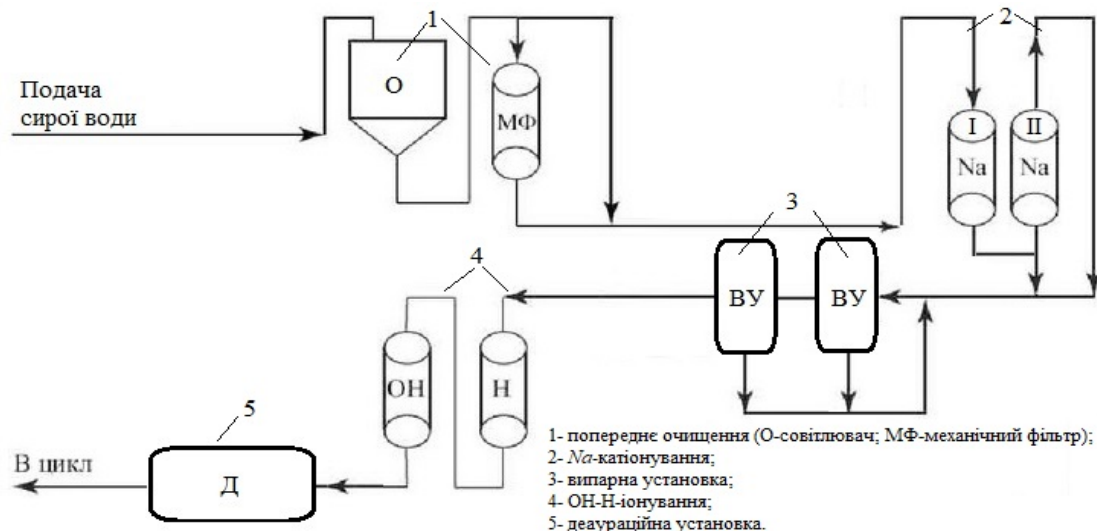 1
2
О
Подача
сирої води
МФ
I
II
Na
Na
3
4
ВУ
ВУ
ОН
Н
5
1- попереднє очищення (О-совітлювач; МФ-механічний фільтр);
2- Na-катіонування;
3- випарна установка;
4- ОН-Н-іонування;
5- деаураційна установка.
В цикл
Д